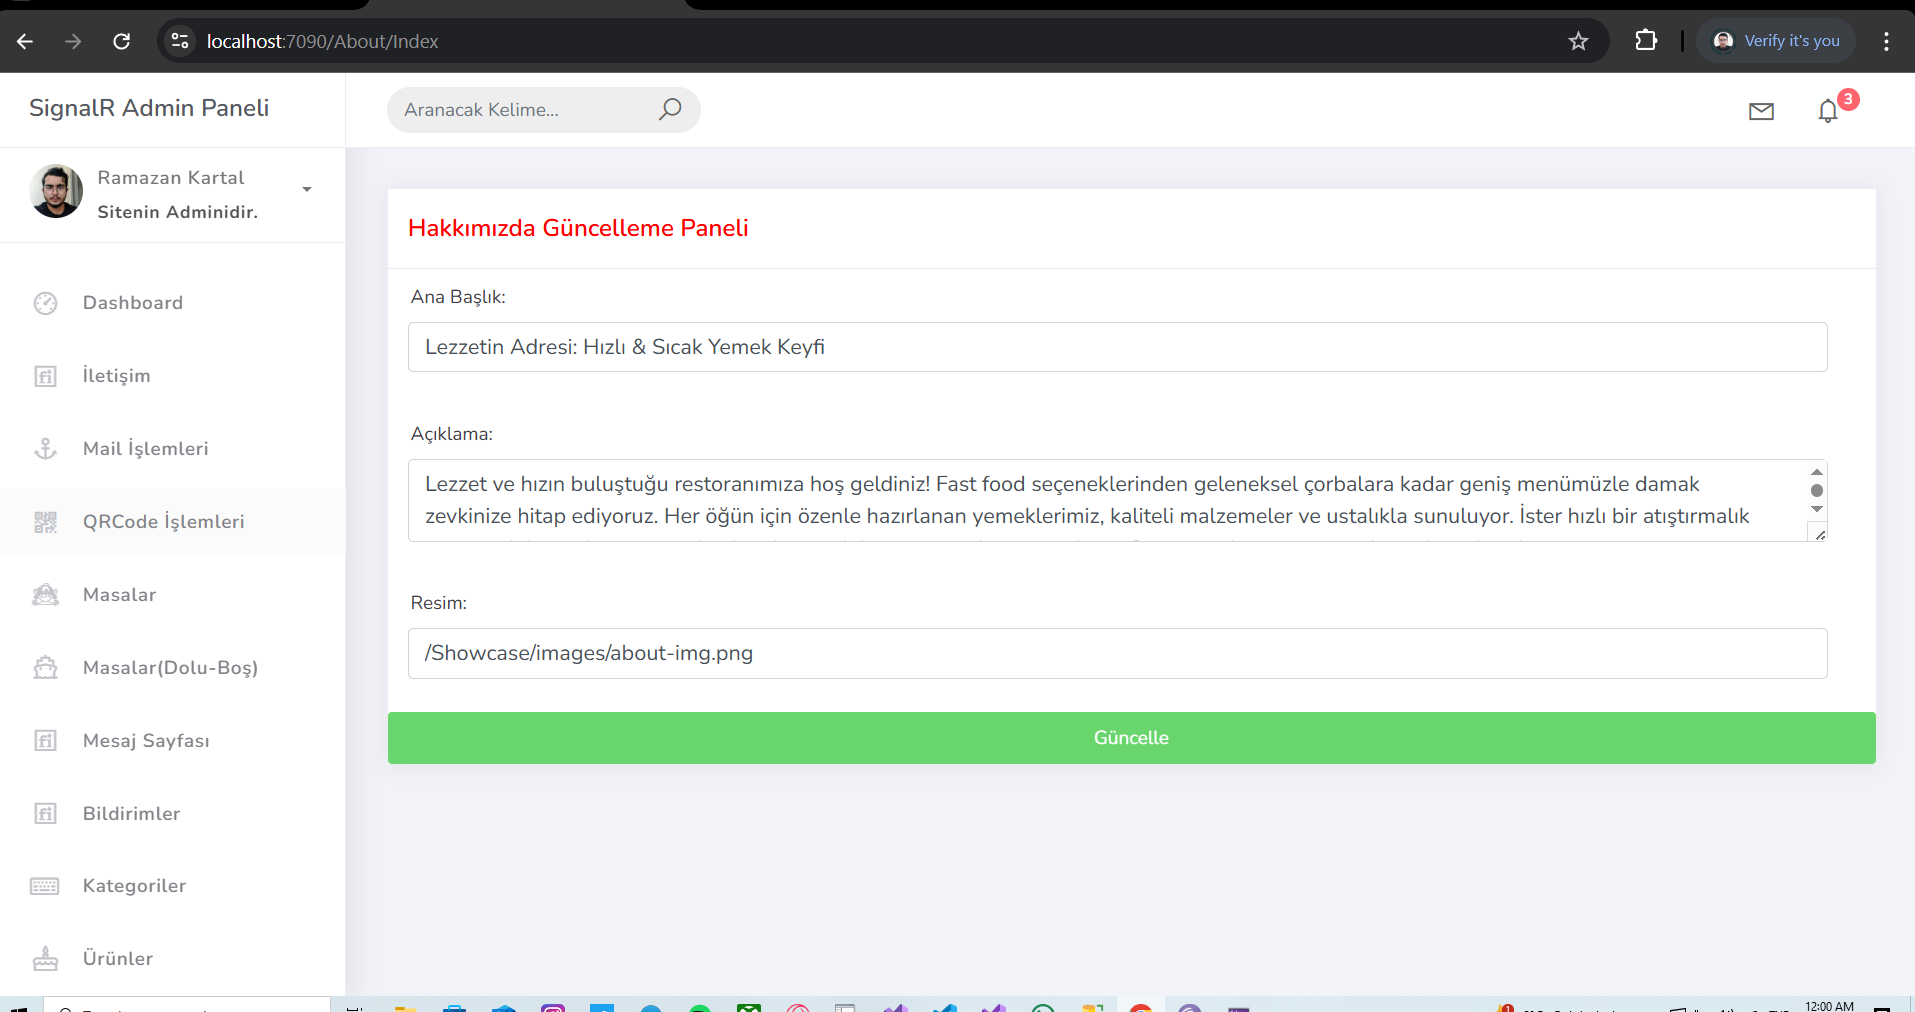 localhost:7090/About/Index
Verify it's you
SignalR Admin Paneli
Aranacak Kelime...
3
Ramazan Kartal
Sitenin Adminidir.
Dashboard
İletişim
Mail İşlemleri
QRCode İşlemleri
Masalar
Masalar(Dolu-Boş)
Mesaj Sayfası
Bildirimler
Kategoriler
Ürünler
Hakkımızda Güncelleme Paneli
Ana Başlık:
Lezzetin Adresi: Hızlı & Sıcak Yemek Keyfi
Açıklama:
Lezzet ve hızın buluştuğu restoranımıza hoş geldiniz! Fast food seçeneklerinden geleneksel çorbalara kadar geniş menümüzle damak
zevkinize hitap ediyoruz. Her öğün için özenle hazırlanan yemeklerimiz, kaliteli malzemeler ve ustalıkla sunuluyor. İster hızlı bir atıştırmalık
Resim:
/Showcase/images/about-img.png
Güncelle
12:00 AM